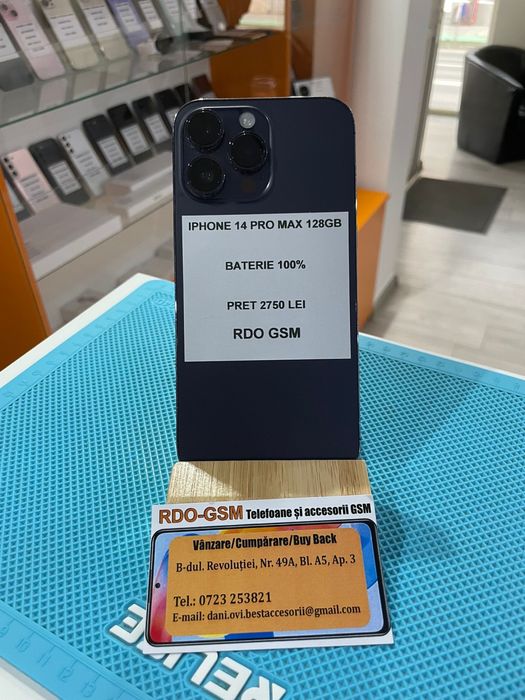 IPHONE 14 PRO MAX 128GB
BATERIE 100%
PRET 2750 LEI
RDO GSM
RDO-GSM Telefoane și accesorii GSM
Vânzare/Cumpărare/Buy Back
B-dul. Revoluției, Nr. 49A, Bl. A5, Ap. 3
Tel.: 0723 253821
E-mail: dani.ovi.bestaccesorii@gmail.com
RELIFE